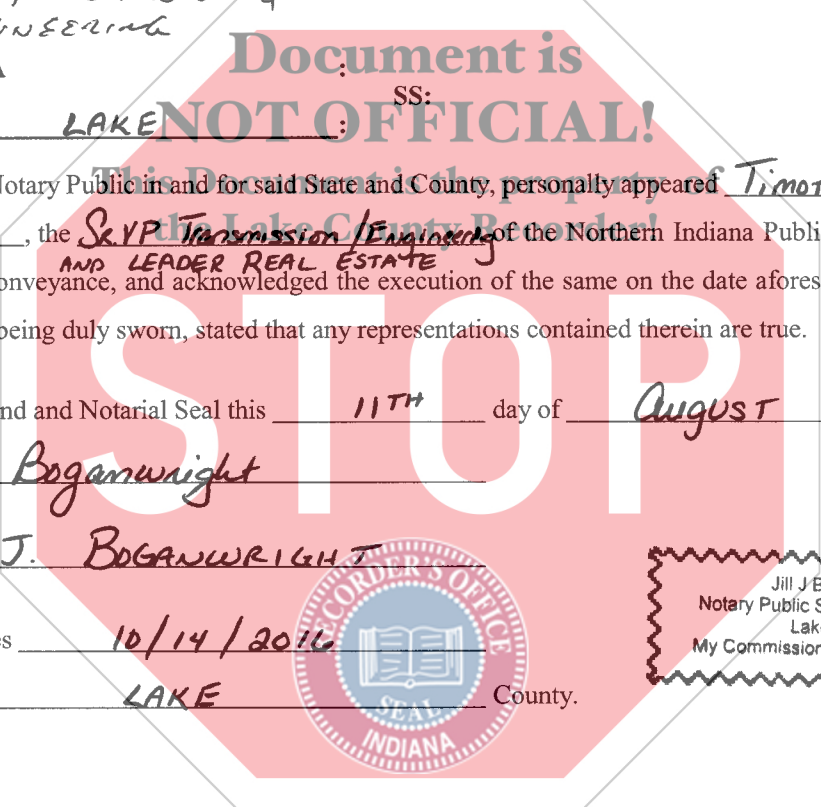 GINEERING
A :
SS:
LAKE :
Document is
NOT OFFICIAL!
This Document is the property of
the Lake County Recorder!
Notary Public in and for said State and County, personally appeared Timot
, the Sr. VP Transmission / Engineering of the Northern Indiana Publi
AND LEADER REAL ESTATE
onveyance, and acknowledged the execution of the same on the date afores
being duly sworn, stated that any representations contained therein are true.
nd and Notarial Seal this 11TH day of August
STOP
Boganwright
J. BOGANWRIGHT
es 10/14/2016
LAKE County.
RECORDER'S OFFICE
SEAL
INDIANA
Jill J B
Notary Public S
Lak
My Commission